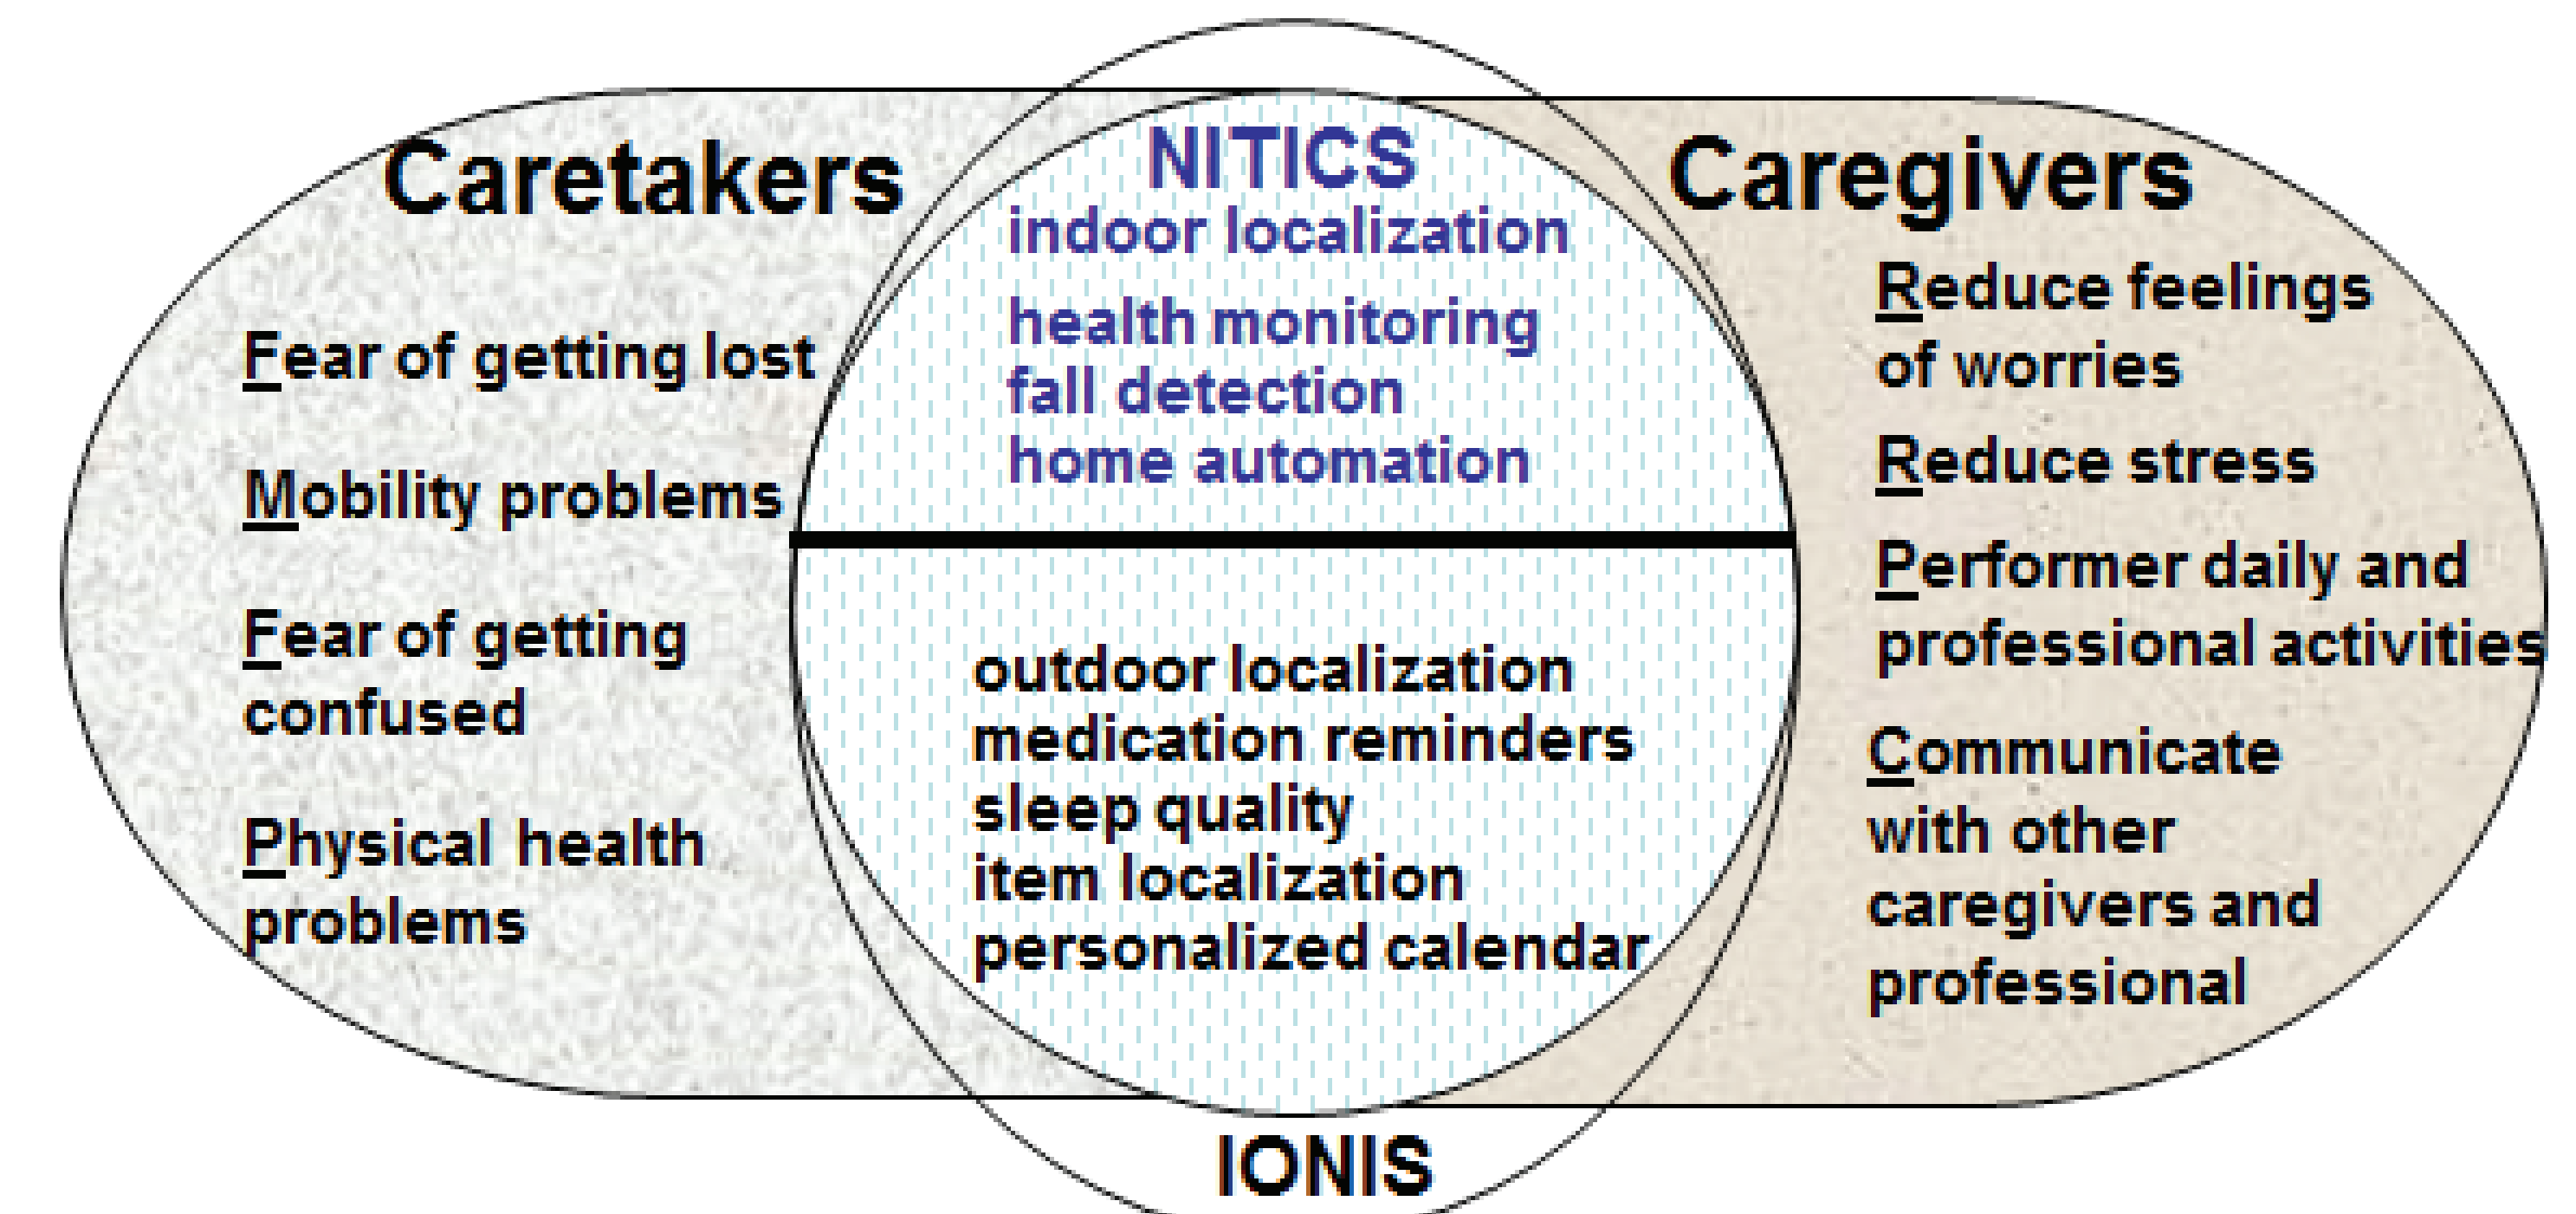 Caretakers
Fear of getting lost
Mobility problems
Fear of getting
confused
Physical health
problems
NITICS
indoor localization
health monitoring
fall detection
home automation
outdoor localization
medication reminders
sleep quality
item localization
personalized calendar
IONIS
Caregivers
Reduce feelings
of worries
Reduce stress
Performer daily and
professional activities
Communicate
with other
caregivers and
professional